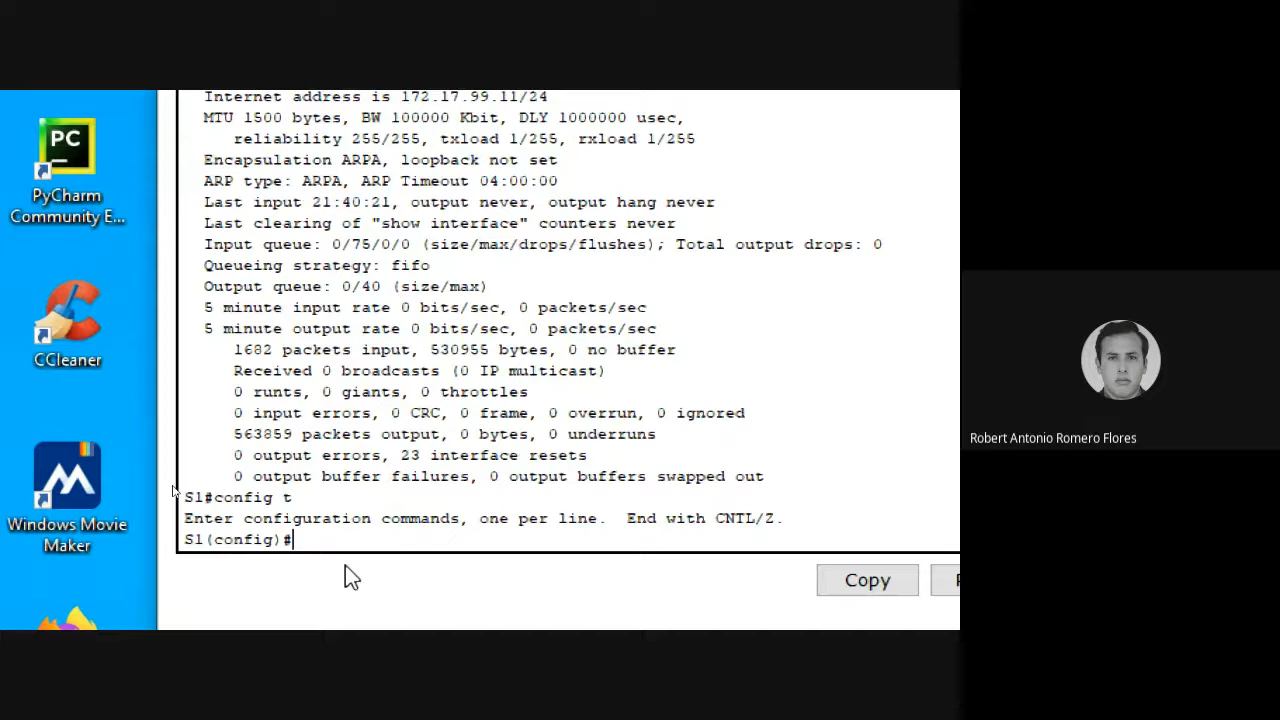 Internet address is 172.17.99.11/24
MTU 1500 bytes, BW 100000 Kbit, DLY 1000000 usec,
reliability 255/255, txload 1/255, rxload 1/255
Encapsulation ARPA, loopback not set
ARP type: ARPA, ARP Timeout 04:00:00
Last input 21:40:21, output never, output hang never
Last clearing of "show interface" counters never
Input queue: 0/75/0/0 (size/max/drops/flushes); Total output drops: 0
Queueing strategy: fifo
Output queue: 0/40 (size/max)
5 minute input rate 0 bits/sec, 0 packets/sec
5 minute output rate 0 bits/sec, 0 packets/sec
1682 packets input, 530955 bytes, 0 no buffer
Received 0 broadcasts (0 IP multicast)
0 runts, 0 giants, 0 throttles
0 input errors, 0 CRC, 0 frame, 0 overrun, 0 ignored
563859 packets output, 0 bytes, 0 underruns
0 output errors, 23 interface resets
0 output buffer failures, 0 output buffers swapped out
S1#config t
Enter configuration commands, one per line.  End with CNTL/Z.
S1(config)#
Copy
PC
PyCharm
Community E...
CCleaner
Windows Movie
Maker
Robert Antonio Romero Flores